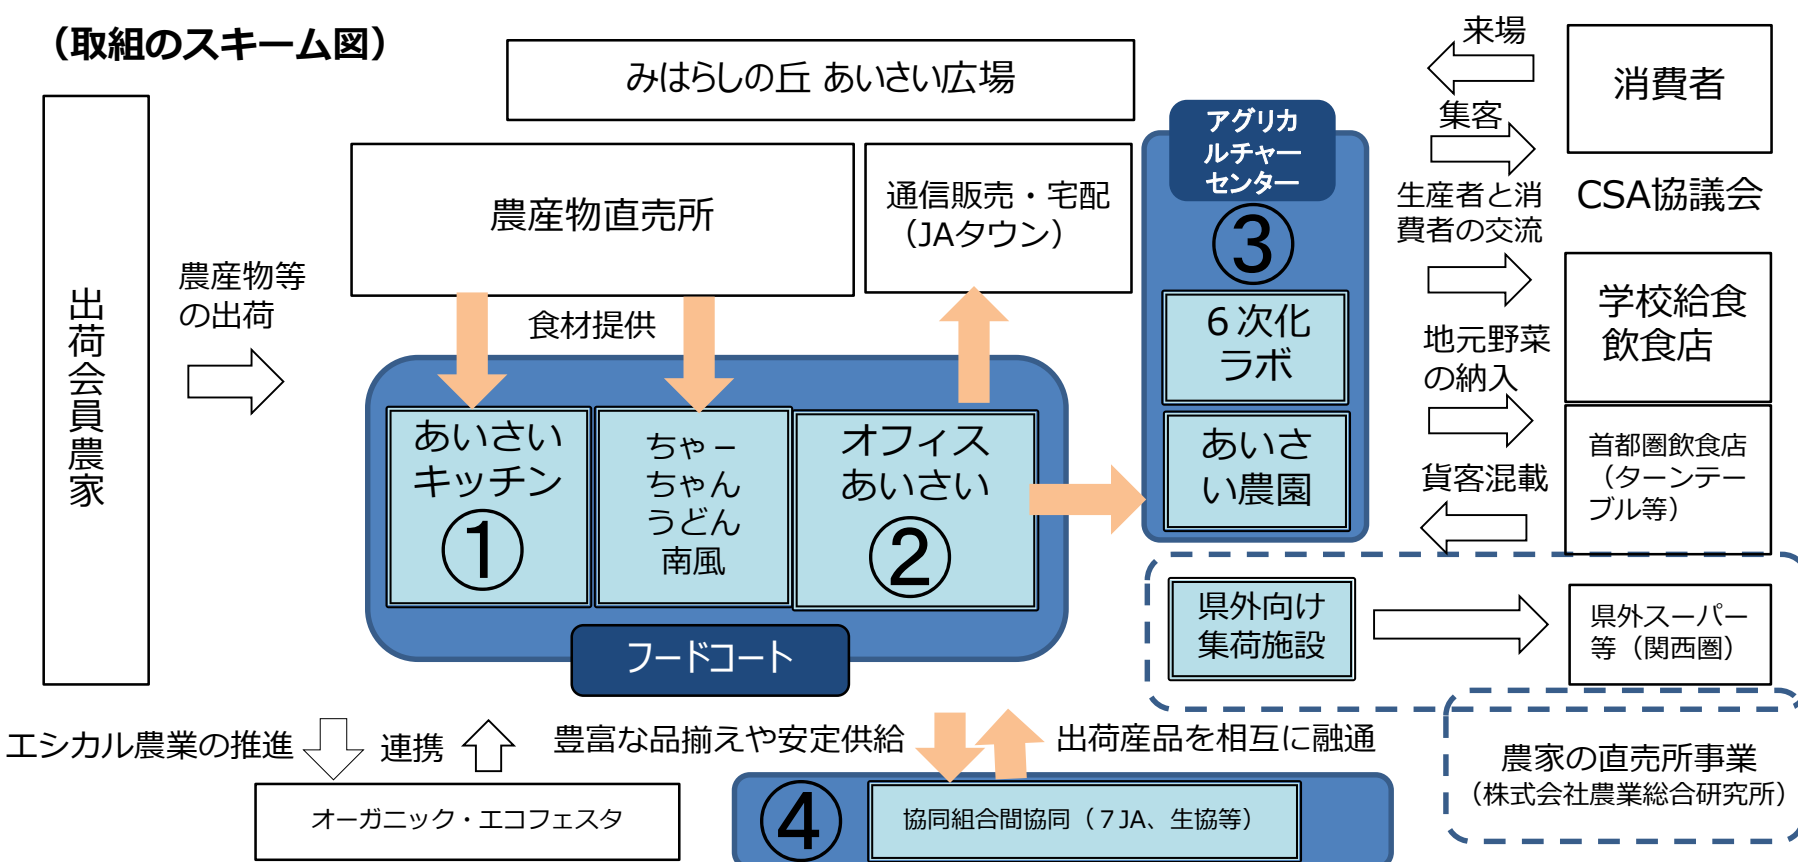 （取組のスキーム図）
みはらしの丘 あいさい広場
出荷会員農家
農産物等
の出荷
農産物直売所
通信販売・宅配
（JAタウン）
食材提供
あいさい
キッチン
①
ちゃー
ちゃん
うどん
南風
オフィス
あいさい
②
フードコート
アグリカ
ルチャー
センター
③
６次化
ラボ
あいさ
い農園
来場
集客
生産者と消
費者の交流
地元野菜
の納入
貨客混載
消費者
CSA協議会
学校給食
飲食店
首都圏飲食店
（ターンテー
ブル等）
県外向け
集荷施設
県外スーパー
等（関西圏）
農家の直売所事業
（株式会社農業総合研究所）
エシカル農業の推進
連携
豊富な品揃えや安定供給
出荷産品を相互に融通
オーガニック・エコフェスタ
④
協同組合間協同（７JA、生協等）